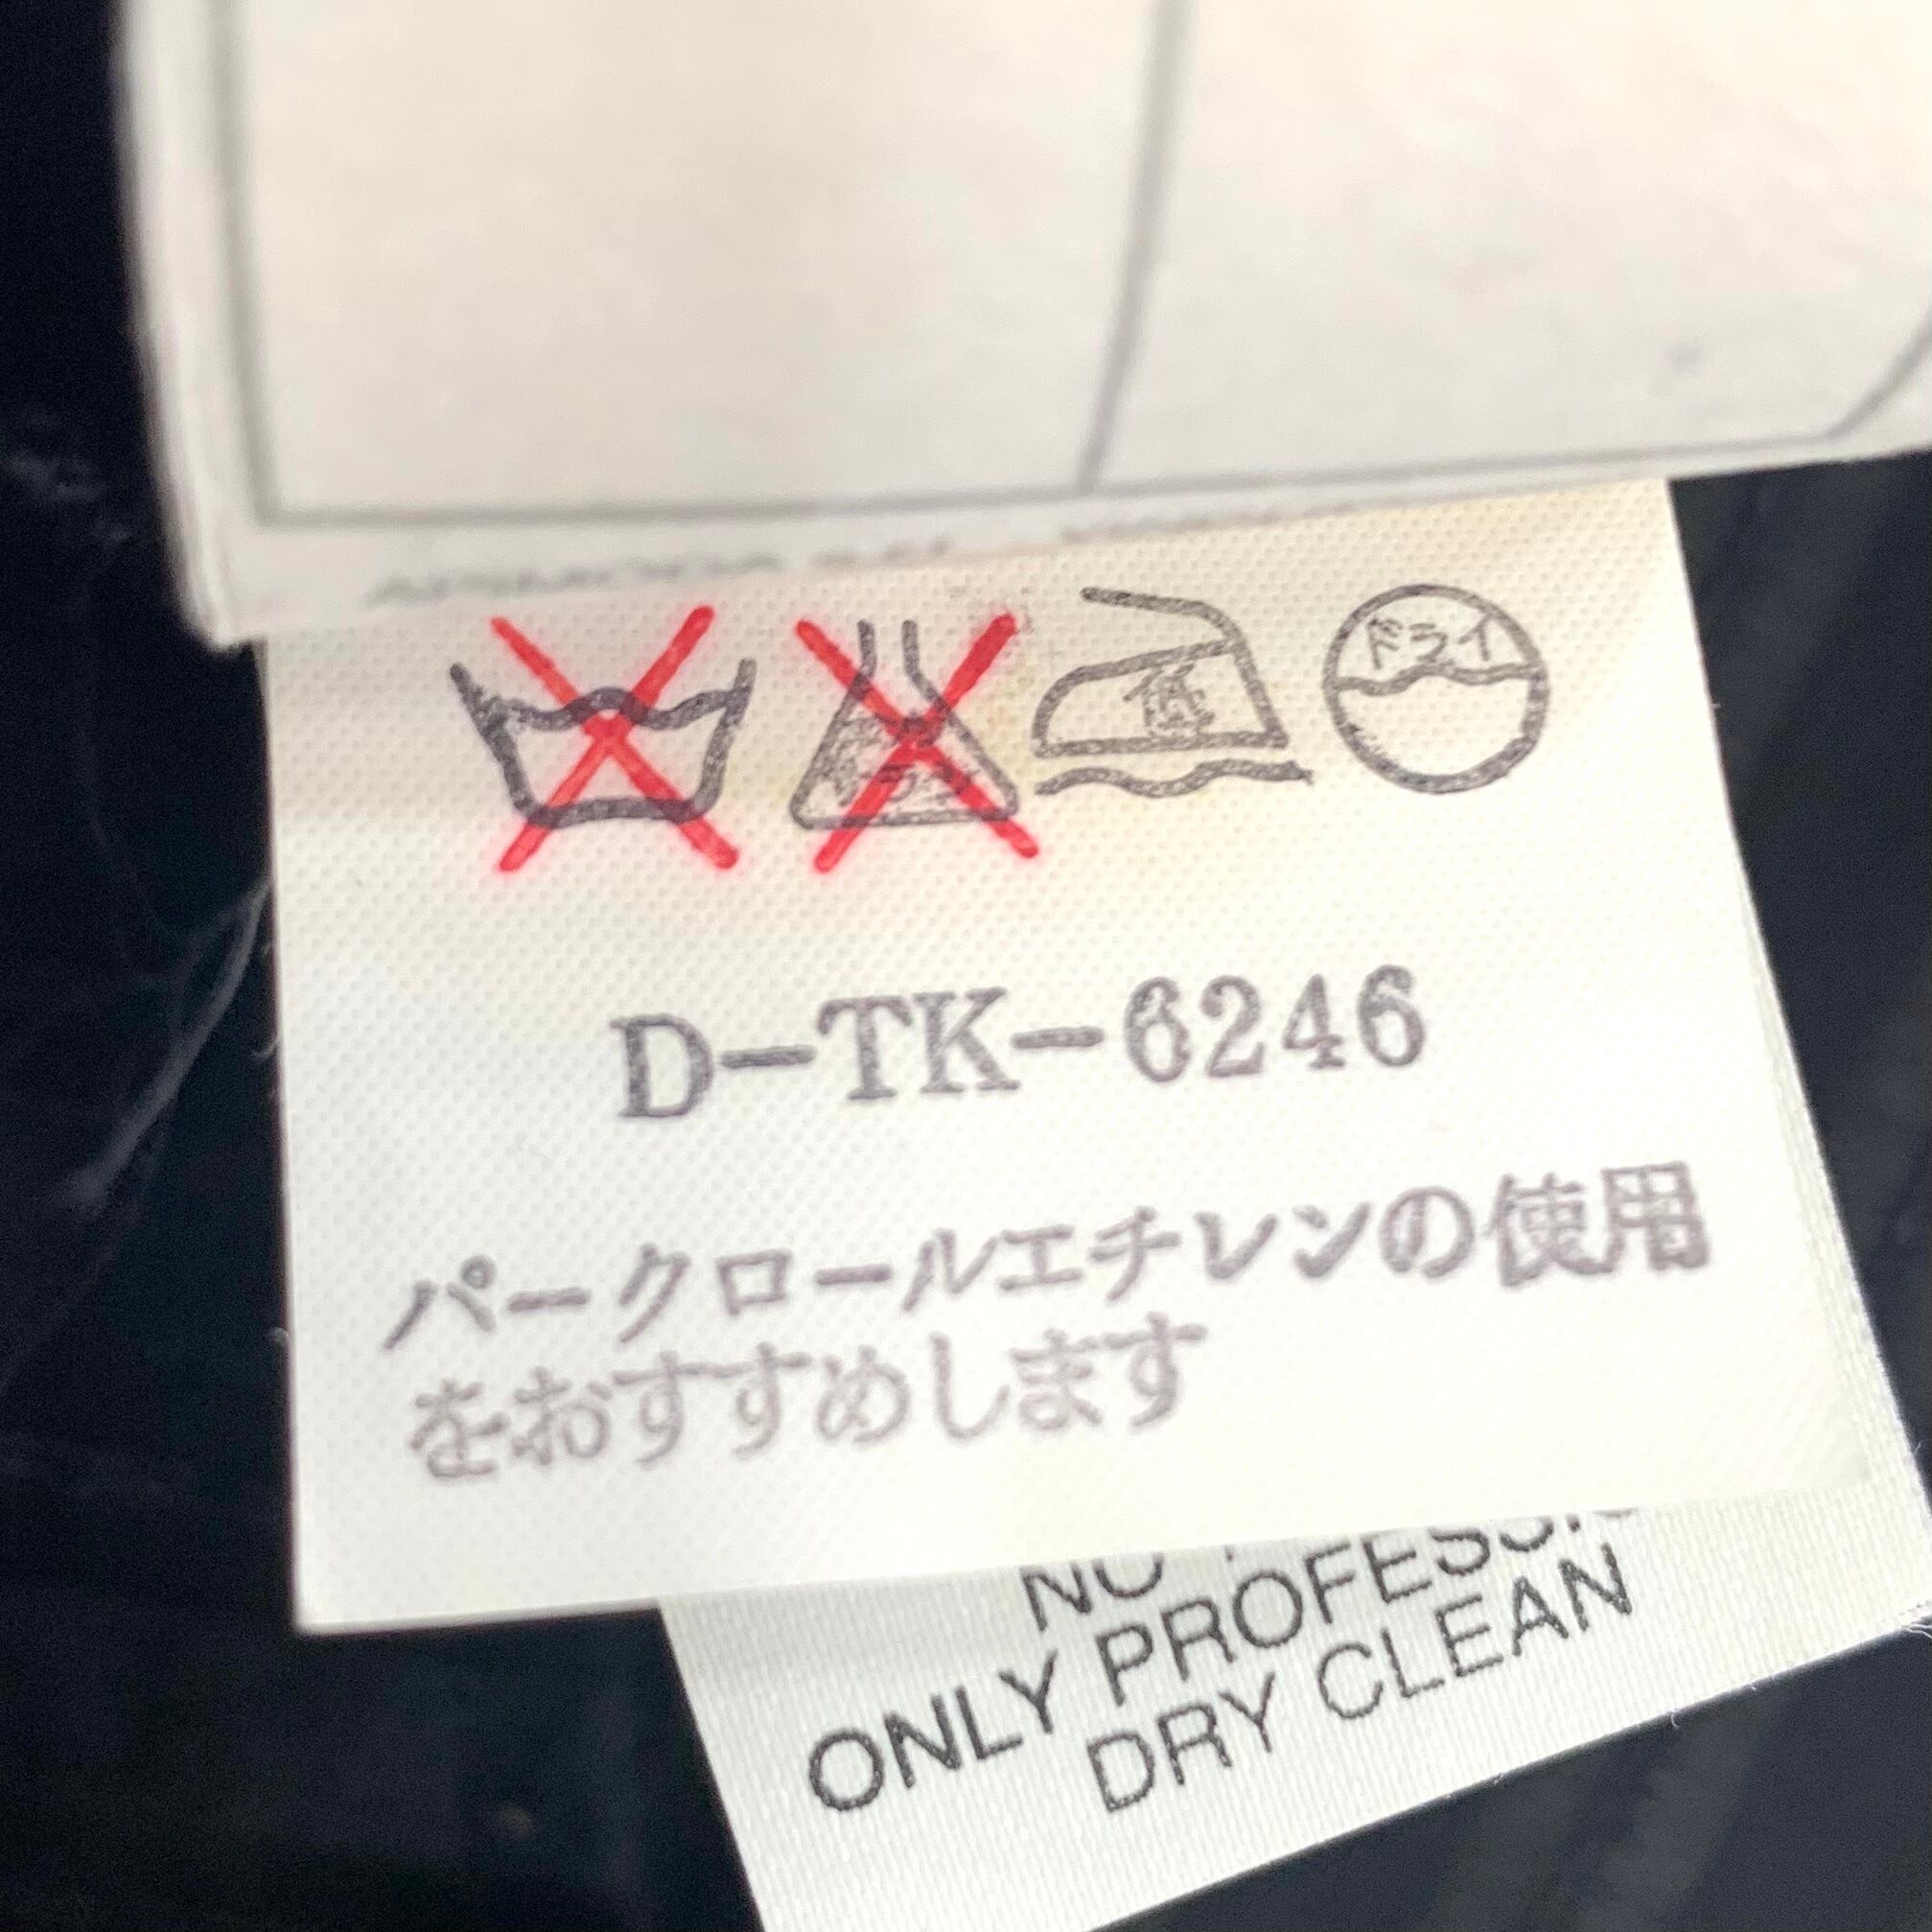 ドライ
低
D-TK-6246
パークロールエチレンの使用
をおすすめします
ONLY
DRY CLEAN